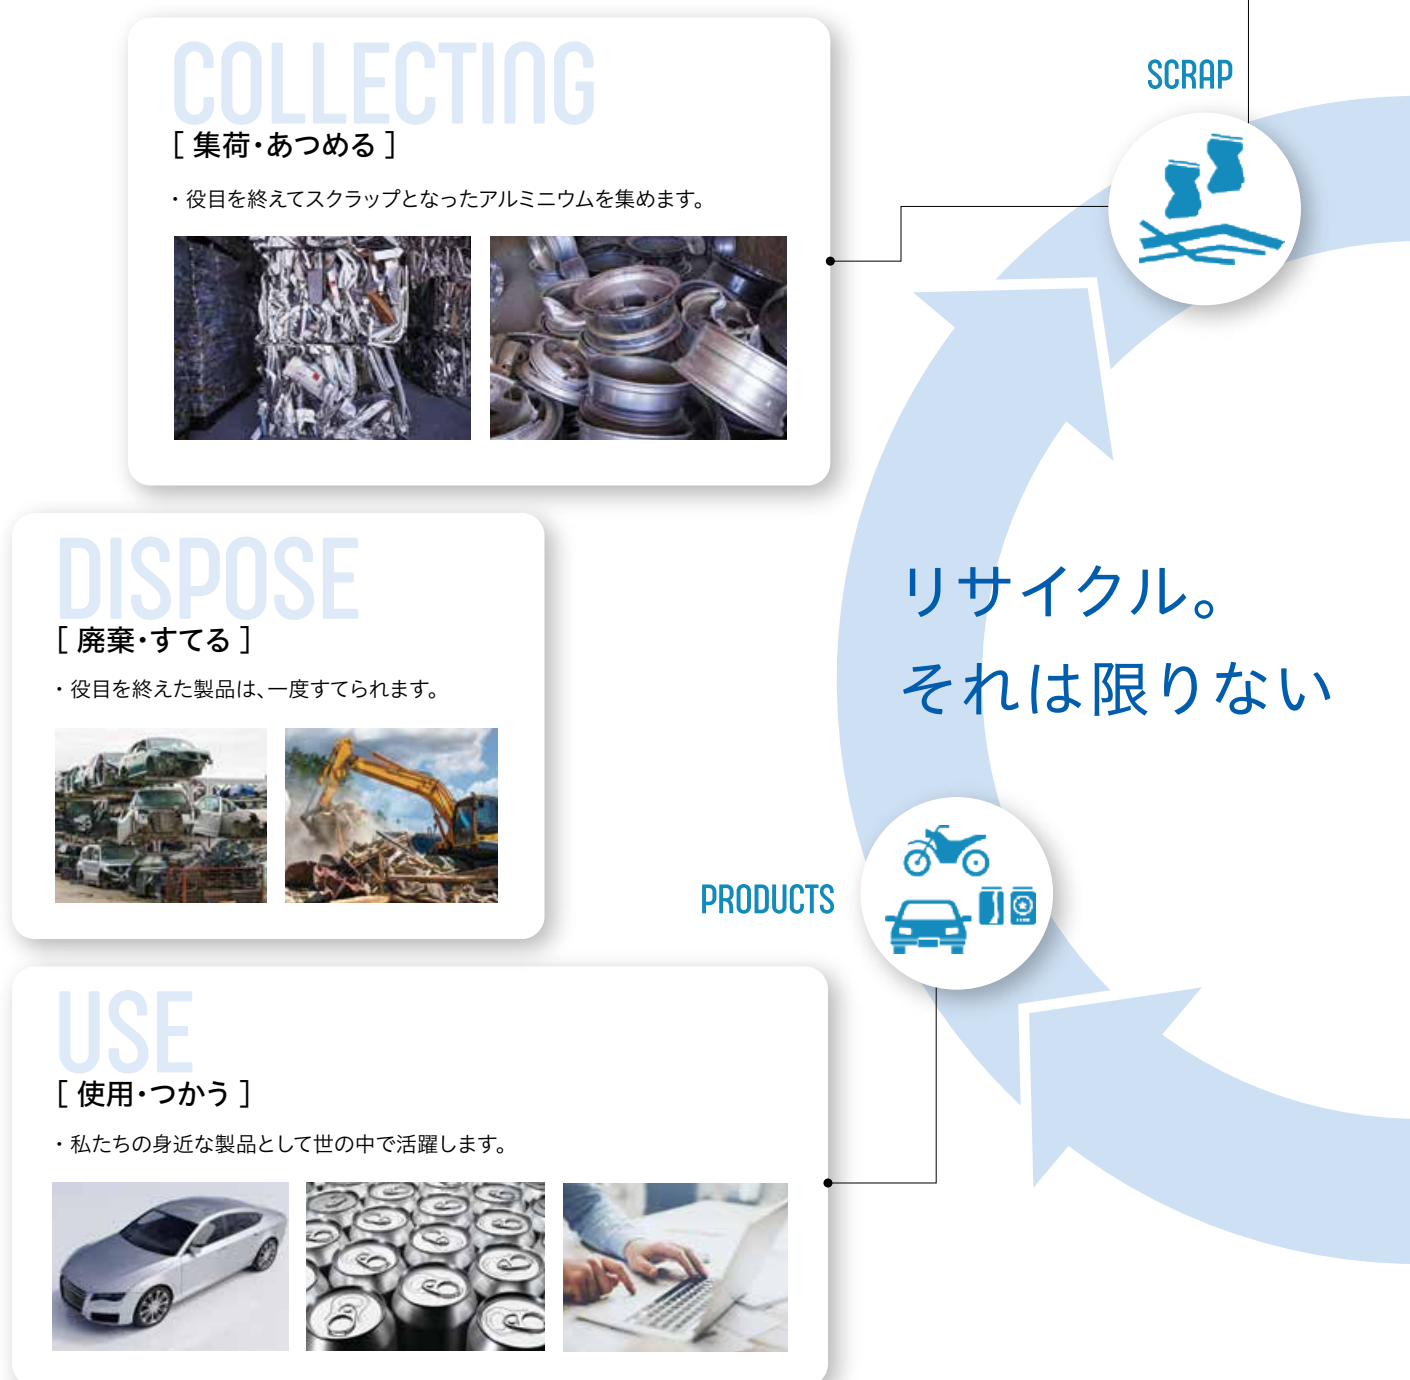 COLLECTING
[ 集荷・あつめる ]
・役目を終えてスクラップとなったアルミニウムを集めます。
SCRAP
DISPOSE
[ 廃棄・すてる ]
・役目を終えた製品は、一度すてられます。
リサイクル。
それは限りない
PRODUCTS
USE
[ 使用・つかう ]
・私たちの身近な製品として世の中で活躍します。